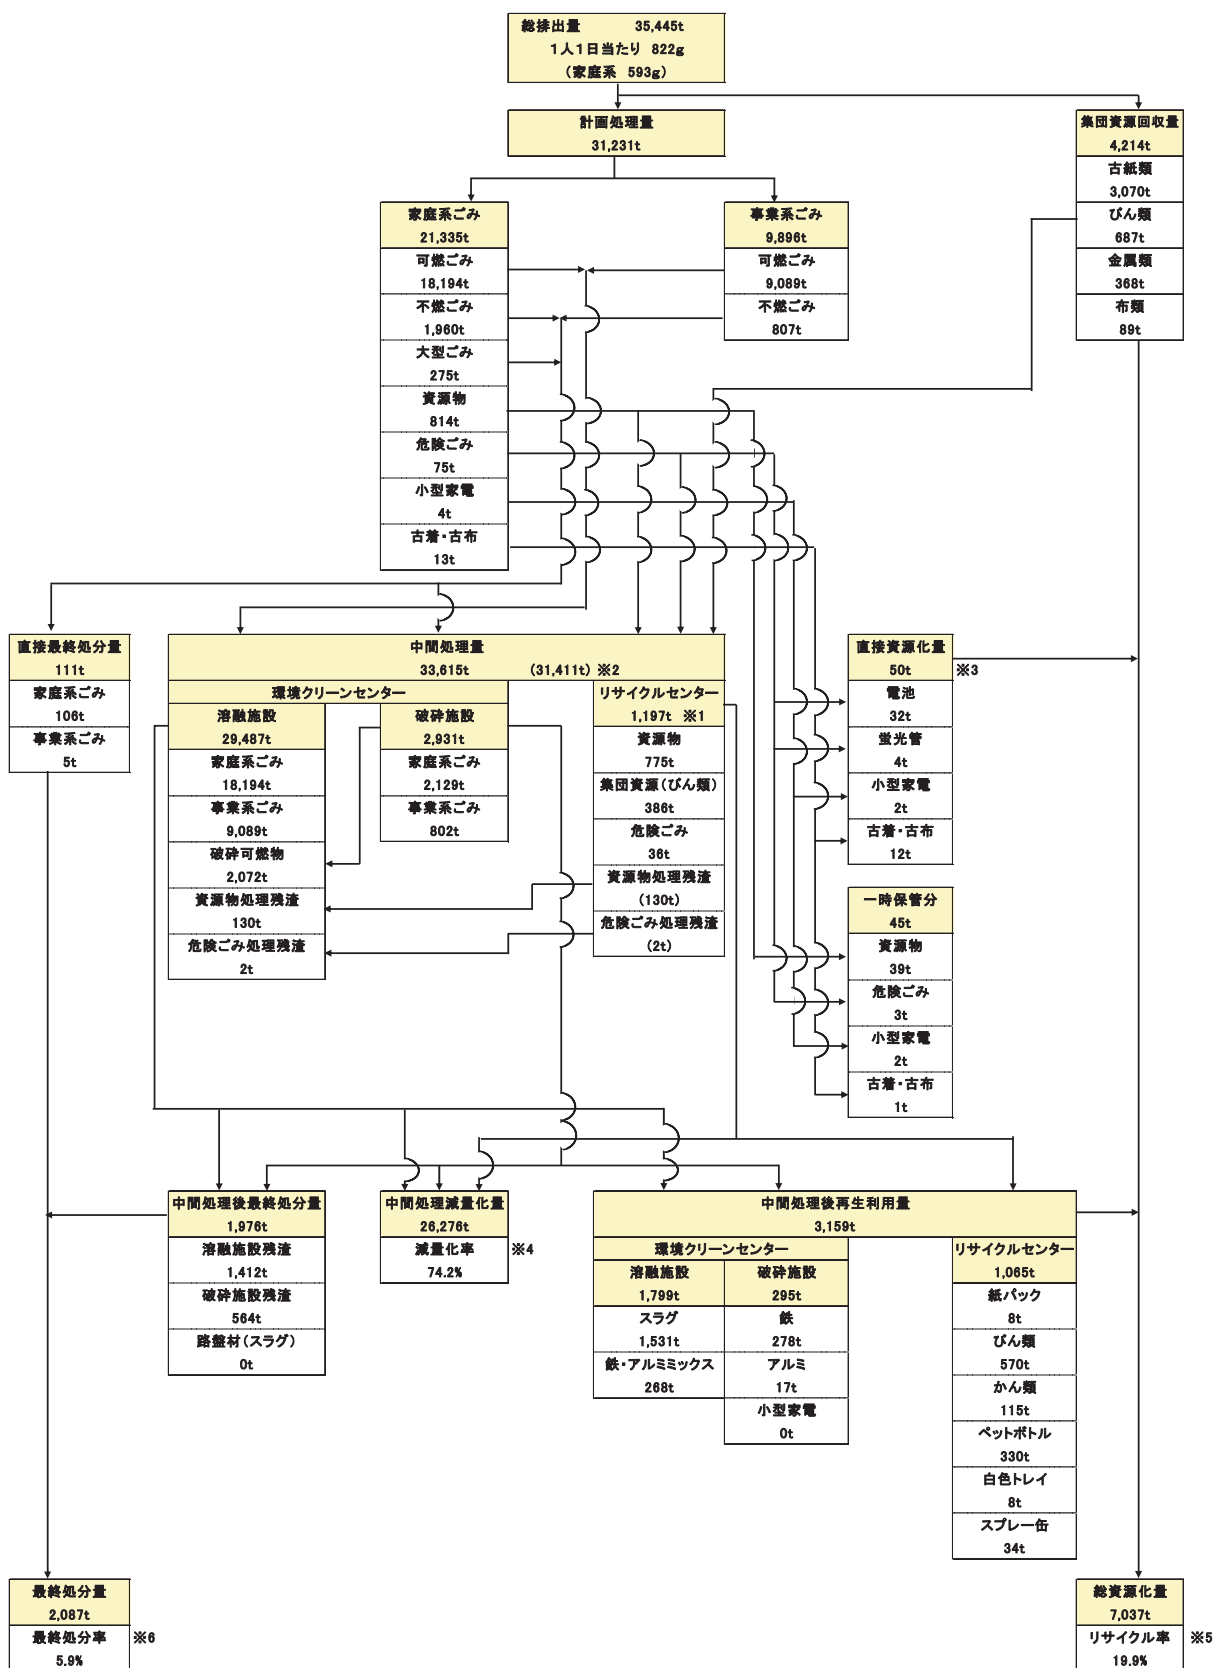 総排出量 35,445t
1人1日当たり 822g
(家庭系 593g)
計画処理量
31,231t
集団資源回収量
4,214t
古紙類
3,070t
びん類
687t
金属類
368t
布類
89t
家庭系ごみ
21,335t
可燃ごみ
18,194t
不燃ごみ
1,960t
大型ごみ
275t
資源物
814t
危険ごみ
75t
小型家電
4t
古着・古布
13t
事業系ごみ
9,896t
可燃ごみ
9,089t
不燃ごみ
807t
直接最終処分量
111t
家庭系ごみ
106t
事業系ごみ
5t
中間処理量
33,615t (31,411t) ※2
環境クリーンセンター
溶融施設
29,487t
家庭系ごみ
18,194t
事業系ごみ
9,089t
破砕可燃物
2,072t
資源物処理残渣
130t
危険ごみ処理残渣
2t
破砕施設
2,931t
家庭系ごみ
2,129t
事業系ごみ
802t
リサイクルセンター
1,197t ※1
資源物
775t
集団資源(びん類)
386t
危険ごみ
36t
資源物処理残渣
(130t)
危険ごみ処理残渣
(2t)
直接資源化量
50t ※3
電池
32t
蛍光管
4t
小型家電
2t
古着・古布
12t
一時保管分
45t
資源物
39t
危険ごみ
3t
小型家電
2t
古着・古布
1t
中間処理後最終処分量
1,976t
溶融施設残渣
1,412t
破砕施設残渣
564t
路盤材(スラグ)
0t
中間処理減量化量
26,276t
減量化率 ※4
74.2%
中間処理後再生利用量
3,159t
環境クリーンセンター
溶融施設
1,799t
スラグ
1,531t
鉄・アルミミックス
268t
破砕施設
295t
鉄
278t
アルミ
17t
小型家電
0t
リサイクルセンター
1,065t
紙パック
8t
びん類
570t
かん類
115t
ペットボトル
330t
白色トレイ
8t
スプレー缶
34t
最終処分量
2,087t
最終処分率 ※6
5.9%
総資源化量
7,037t
リサイクル率 ※5
19.9%